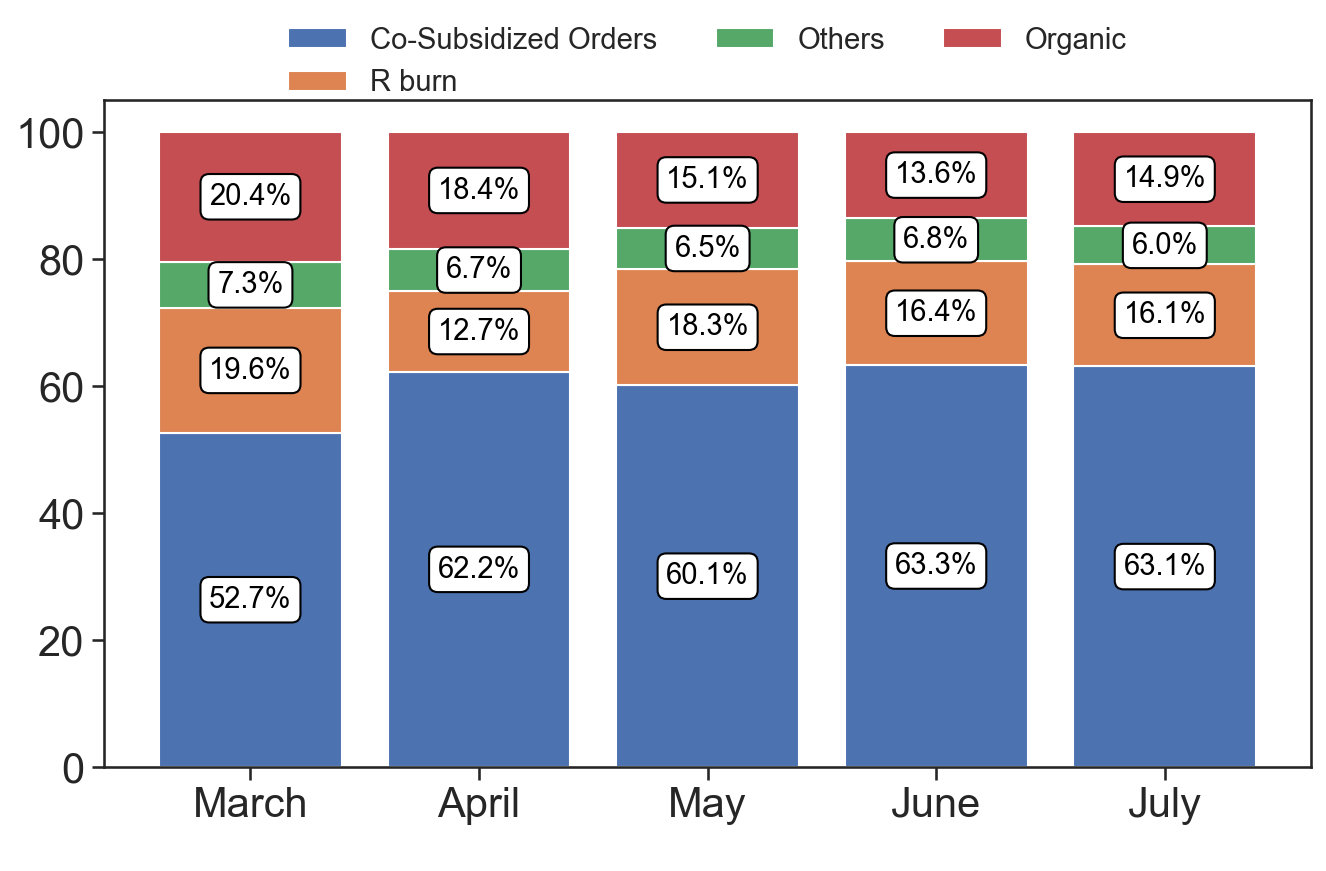 Co-Subsidized Orders Others Organic
R burn
100
20.4% 18.4% 15.1% 13.6% 14.9%
80
7.3% 6.7% 6.5% 6.8% 6.0%
19.6% 12.7% 18.3% 16.4% 16.1%
60
40
52.7% 62.2% 60.1% 63.3% 63.1%
20
0
March April May June July